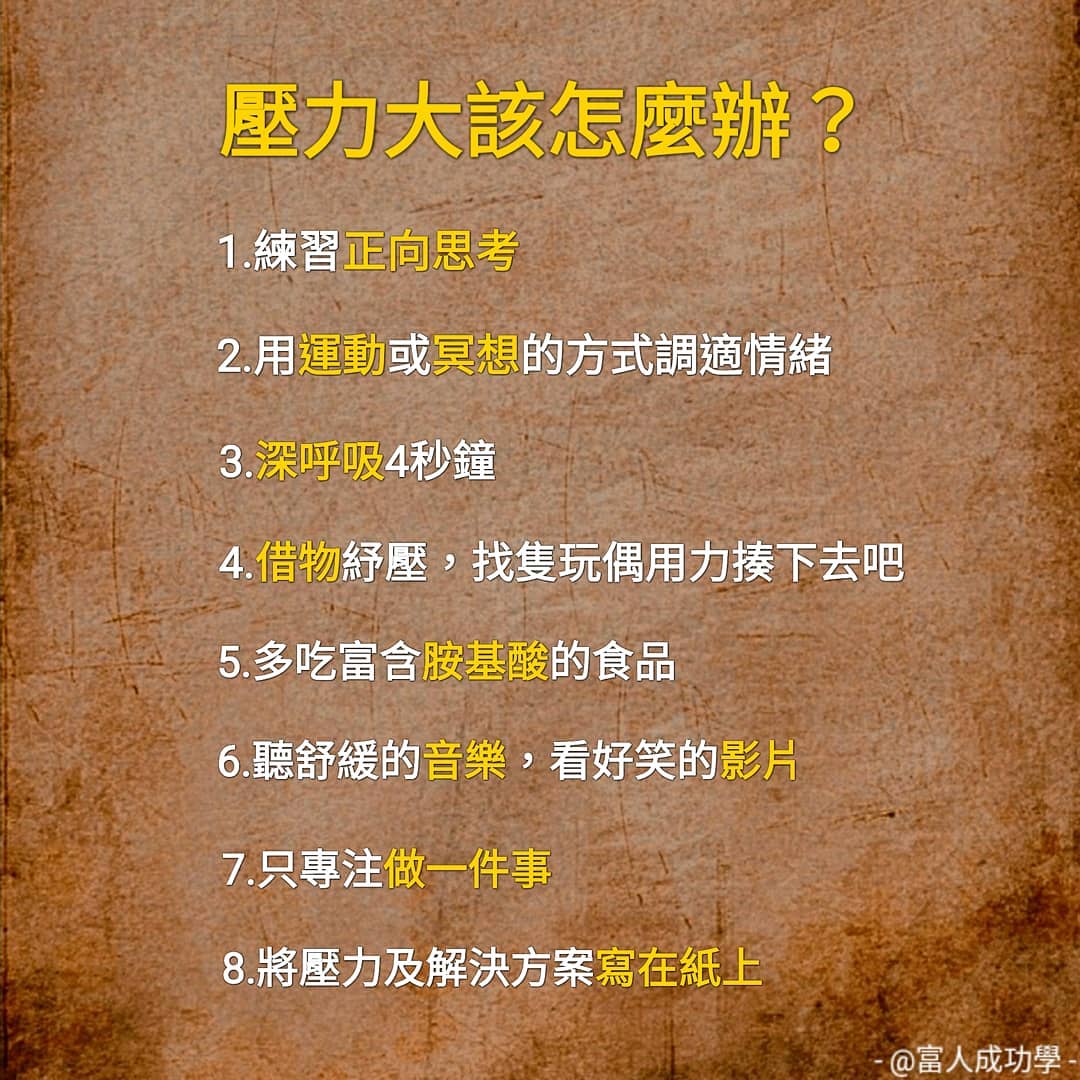 壓力大該怎麼辦？
1.練習正向思考
2.用運動或冥想的方式調適情緒
3.深呼吸4秒鐘
4.借物紓壓，找隻玩偶用力揍下去吧
5.多吃富含胺基酸的食品
6.聽舒緩的音樂，看好笑的影片
7.只專注做一件事
8.將壓力及解決方案寫在紙上
- @富人成功學 -